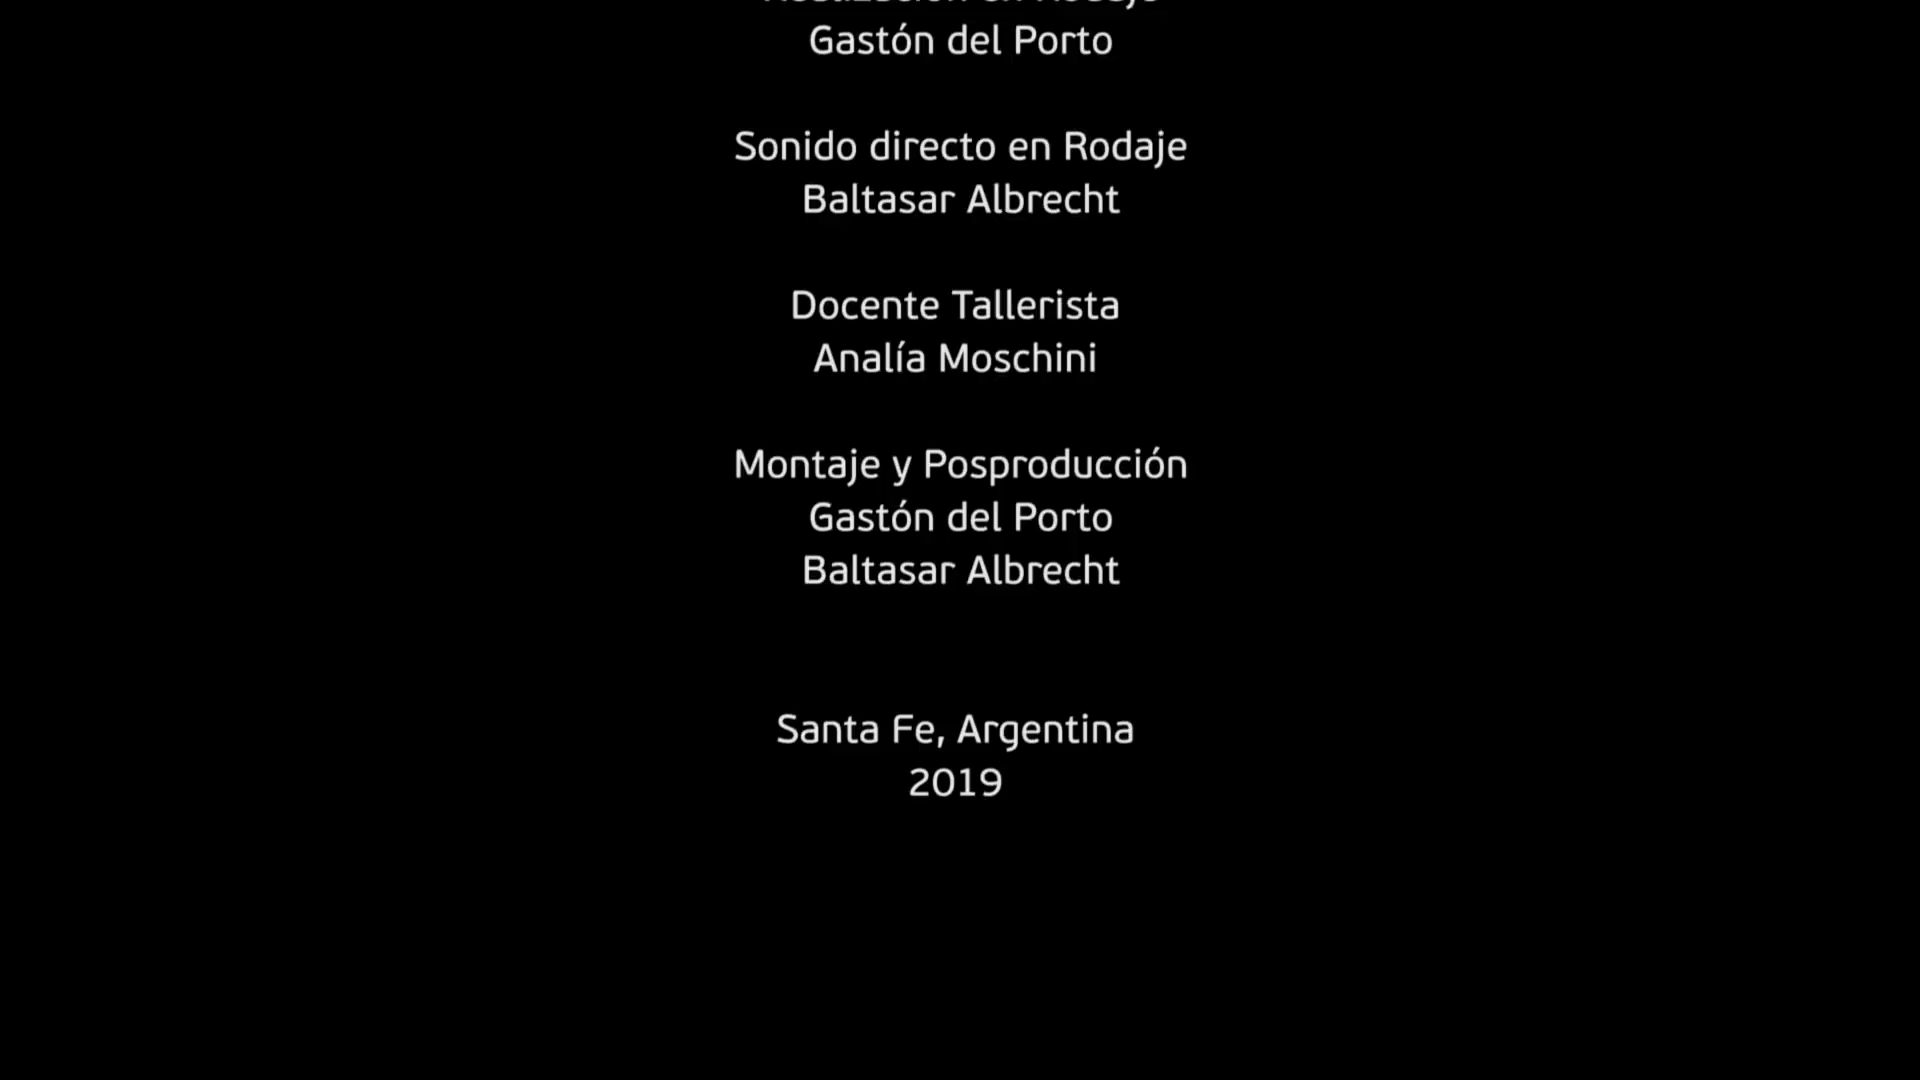 Gastón del Porto
Sonido directo en Rodaje
Baltasar Albrecht
Docente Tallerista
Analía Moschini
Montaje y Posproducción
Gastón del Porto
Baltasar Albrecht
Santa Fe, Argentina
2019